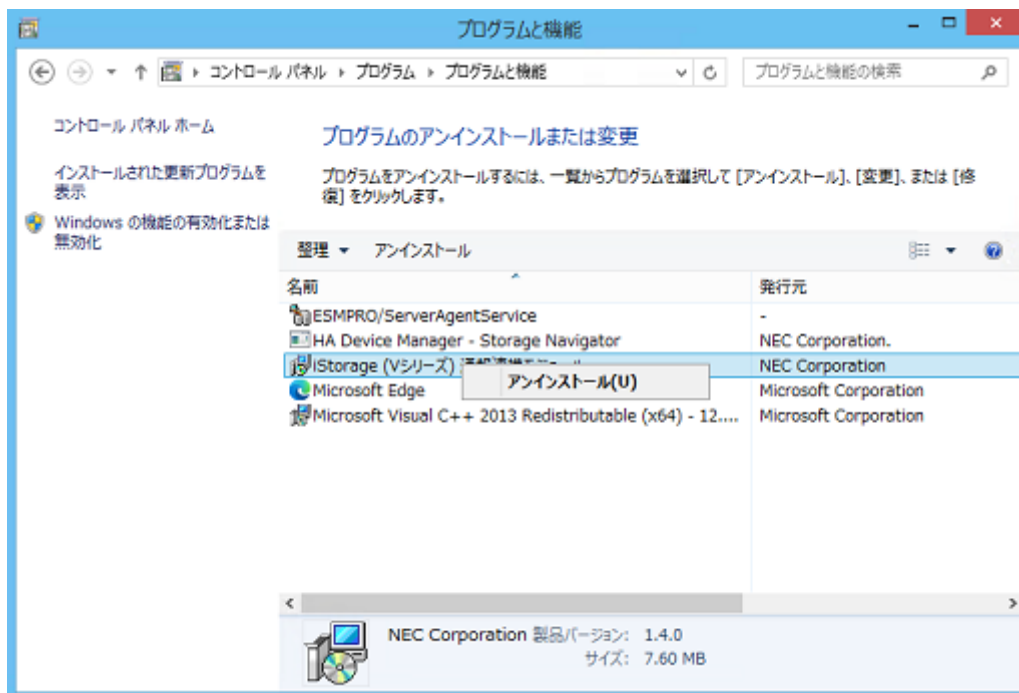 プログラムと機能
コントロール パネル プログラム プログラムと機能
プログラムと機能の検索
コントロール パネル ホーム
インストールされた更新プログラムを
表示
Windows の機能の有効化または
無効化
プログラムのアンインストールまたは変更
プログラムをアンインストールするには、一覧からプログラムを選択して [アンインストール]、[変更]、または [修
復] をクリックします。
整理 アンインストール
名前 発行元
ESMPRO/ServerAgentService -
HA Device Manager - Storage Navigator NEC Corporation.
iStorage (Vシリーズ) NEC Corporation
アンインストール(U)
Microsoft Edge Microsoft Corporation
Microsoft Visual C++ 2013 Redistributable (x64) - 12.... Microsoft Corporation
NEC Corporation 製品バージョン: 1.4.0
サイズ: 7.60 MB